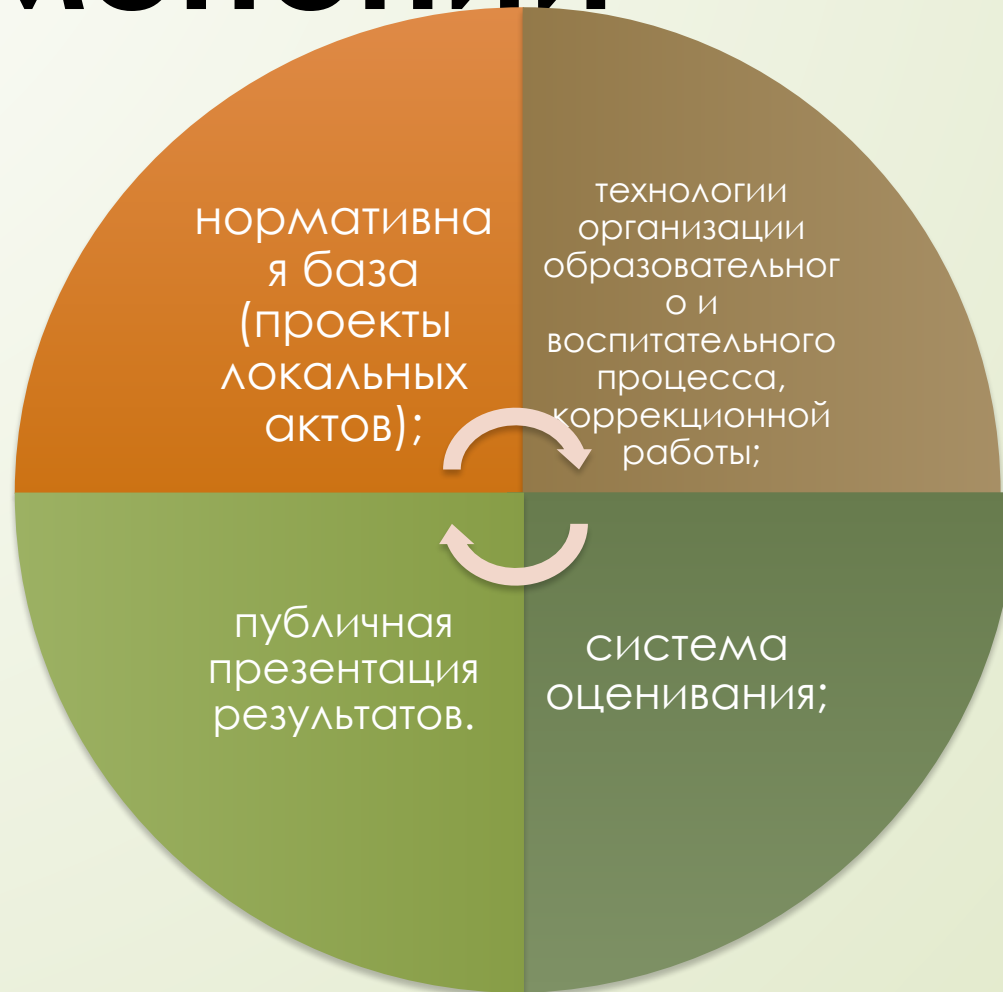 нормативна
я база
(проекты
локальных
актов);
технологии
организации
образовательног
о и
воспитательного
процесса,
коррекционной
работы;
система
оценивания;
публичная
презентация
результатов.